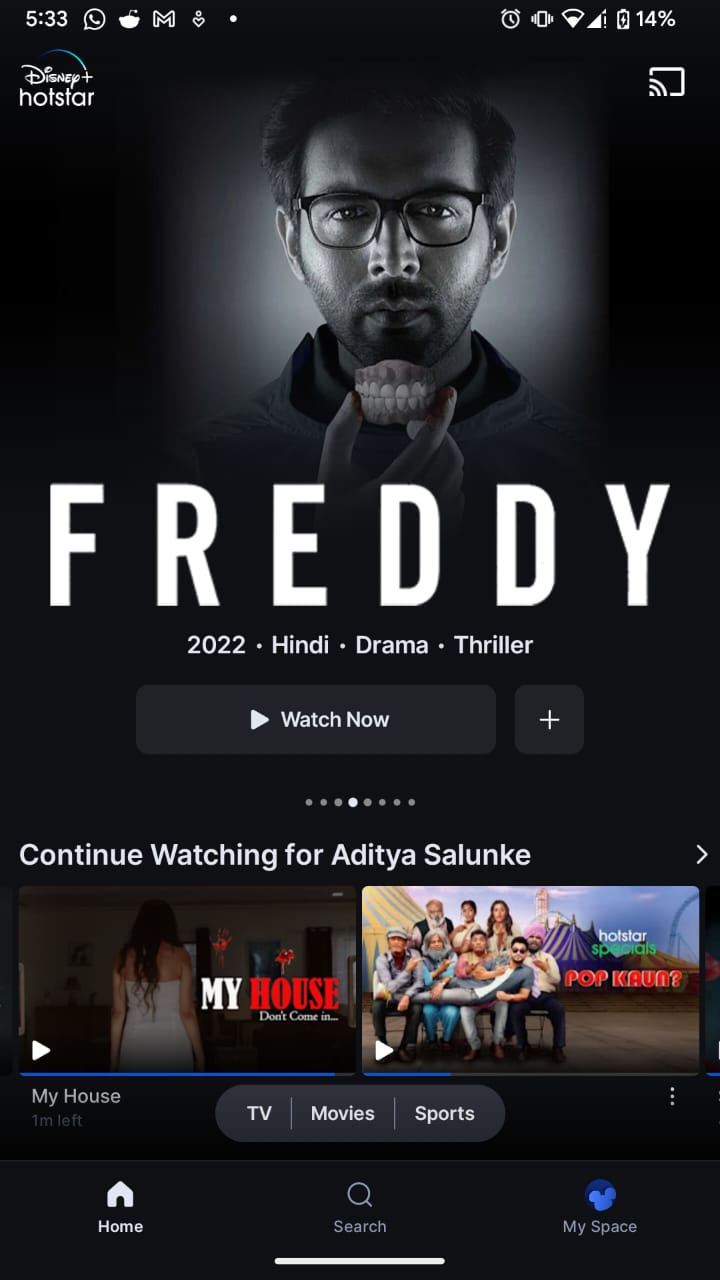 5:33
14%
Disney+
hotstar
FREDDY
2022 • Hindi • Drama • Thriller
Watch Now
Continue Watching for Aditya Salunke
MY HOUSE
Don't Come in...
hotstar
specials
POP KAUN?
My House
1m left
TV
Movies
Sports
Home
Search
My Space